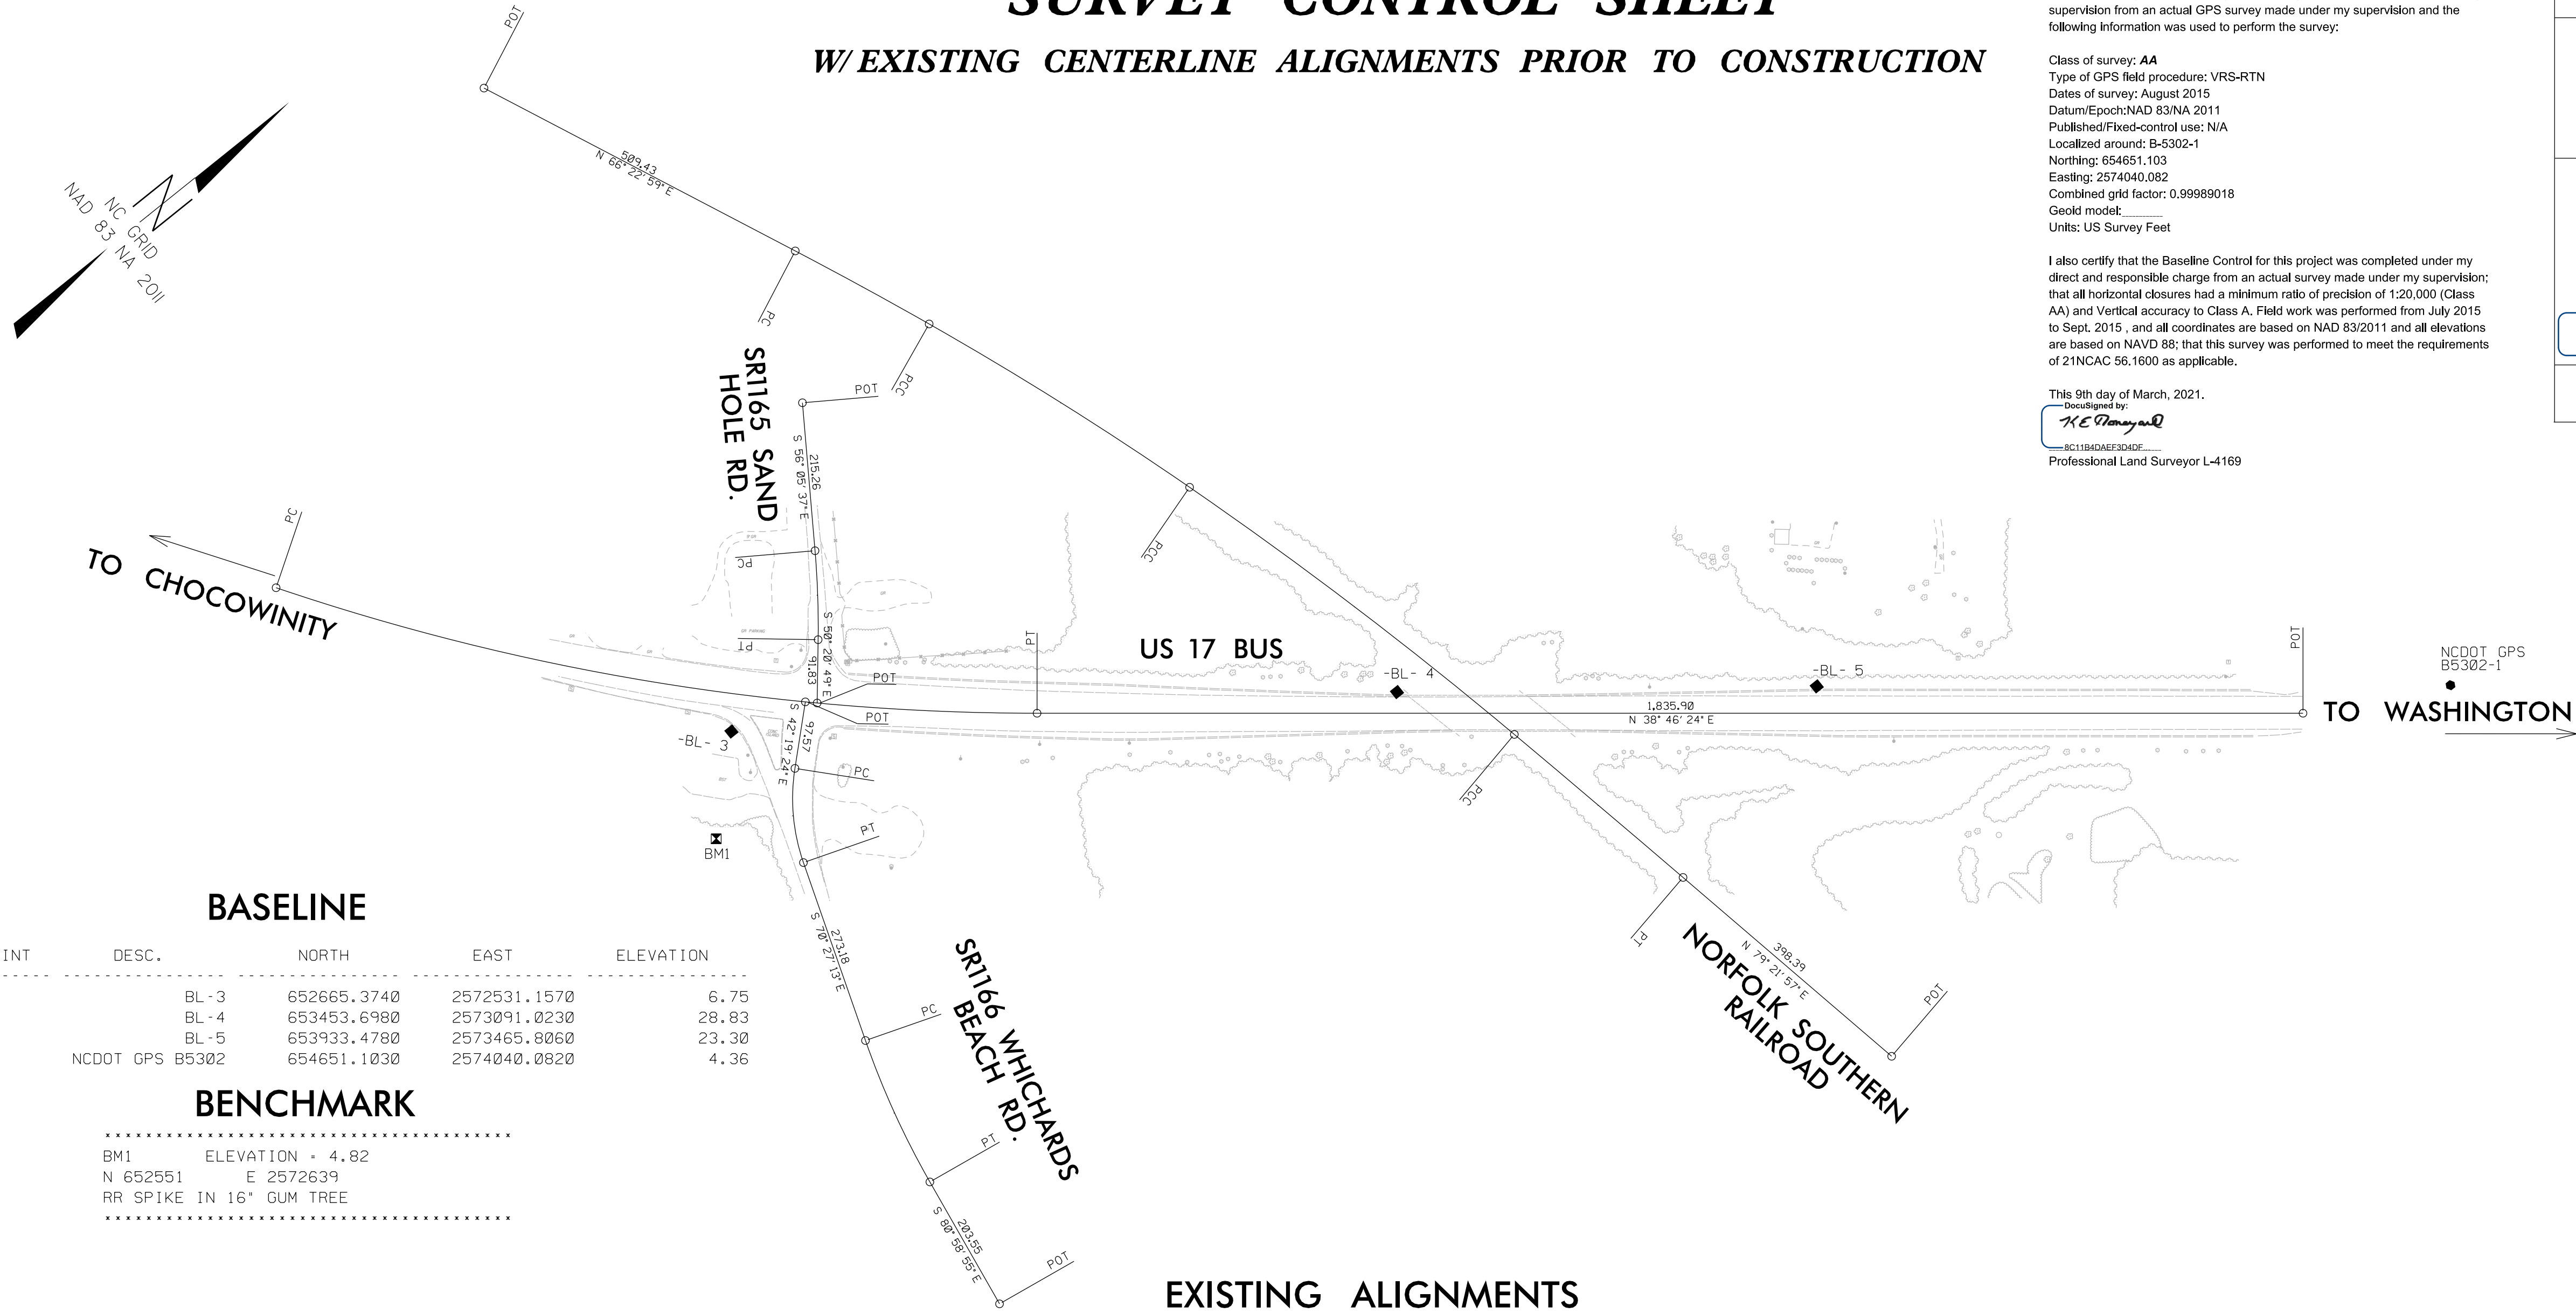 SURVEY CONTROL SHEET
W/ EXISTING CENTERLINE ALIGNMENTS PRIOR TO CONSTRUCTION
supervision from an actual GPS survey made under my supervision and the
following information was used to perform the survey:
Class of survey: AA
Type of GPS field procedure: VRS-RTN
Dates of survey: August 2015
Datum/Epoch:NAD 83/NA 2011
Published/Fixed-control use: N/A
Localized around: B-5302-1
Northing: 654651.103
Easting: 2574040.082
Combined grid factor: 0.99989018
Geoid model:______
Units: US Survey Feet
I also certify that the Baseline Control for this project was completed under my
direct and responsible charge from an actual survey made under my supervision;
that all horizontal closures had a minimum ratio of precision of 1:20,000 (Class
AA) and Vertical accuracy to Class A. Field work was performed from July 2015
to Sept. 2015 , and all coordinates are based on NAD 83/2011 and all elevations
are based on NAVD 88; that this survey was performed to meet the requirements
of 21NCAC 56.1600 as applicable.
This 9th day of March, 2021.
DocuSigned by:
8C11B4DAEF3D4DF...
Professional Land Surveyor L-4169
NC GRID
NAD 83 NA 2011
POT
509.43
N 66° 22' 59" E
PC
PCC
PCC
PCC
PT
398.39
N 79° 21' 57" E
POT
NORFOLK SOUTHERN
RAILROAD
SR1165 SAND
HOLE RD.
POT
215.26
S 56° 05' 37" E
PC
PT
S 50° 20' 49" E
91.83
POT
POT
TO CHOCOWINITY
PC
PT
US 17 BUS
-BL- 3
-BL- 4
-BL- 5
1,835.90
N 38° 46' 24" E
POT
NCDOT GPS
B5302-1
TO WASHINGTON
97.57
S 42° 19' 24" E
PC
PT
BM1
273.18
S 70° 27' 13" E
PC
PT
SR1166 WHICHARDS
BEACH RD.
203.55
S 80° 58' 55" E
POT
BASELINE
INT DESC. NORTH EAST ELEVATION
BL-3 652665.3740 2572531.1570 6.75
BL-4 653453.6980 2573091.0230 28.83
BL-5 653933.4780 2573465.8060 23.30
NCDOT GPS B5302 654651.1030 2574040.0820 4.36
BENCHMARK
BM1 ELEVATION = 4.82
N 652551 E 2572639
RR SPIKE IN 16" GUM TREE
EXISTING ALIGNMENTS